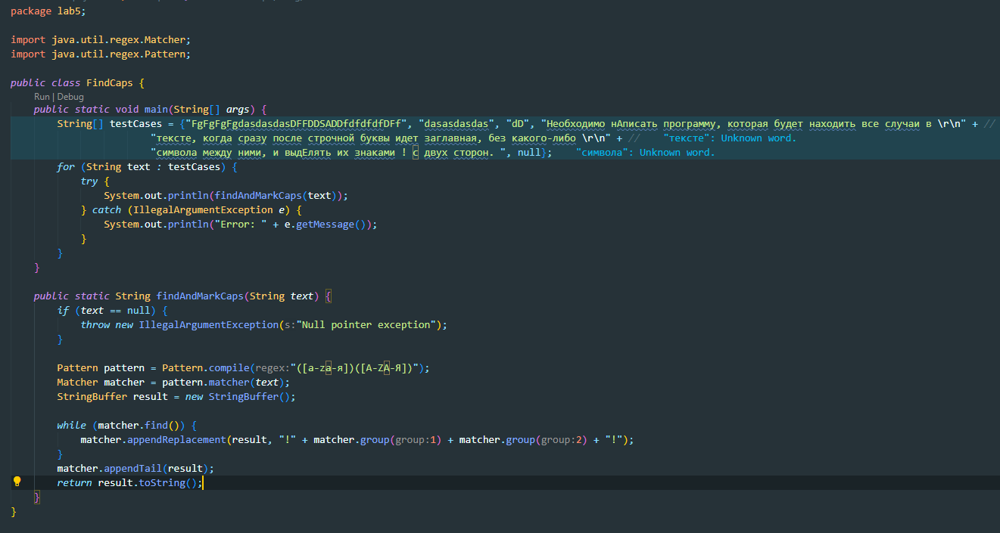 package lab5;
import java.util.regex.Matcher;
import java.util.regex.Pattern;
public class FindCaps {
Run | Debug
public static void main(String[] args) {
String[] testCases = {"FgFgFgFgdasdasdasDFFDDSADDfdfdfdfDFf", "dasasdasdas", "dD", "Необходимо нАписать программу, которая будет находить все случаи в \r\n" + //
"тексте, когда сразу после строчной буквы идет заглавная, без какого-либо \r\n" + // "тексте": Unknown word.
"символа между ними, и выдЕлять их знаками ! с двух сторон. ", null}; "символа": Unknown word.
for (String text : testCases) {
try {
System.out.println(findAndMarkCaps(text));
} catch (IllegalArgumentException e) {
System.out.println("Error: " + e.getMessage());
}
}
}
public static String findAndMarkCaps(String text) {
if (text == null) {
throw new IllegalArgumentException(s:"Null pointer exception");
}
Pattern pattern = Pattern.compile(regex:"([a-zа-я])([A-ZА-Я])");
Matcher matcher = pattern.matcher(text);
StringBuffer result = new StringBuffer();
while (matcher.find()) {
matcher.appendReplacement(result, "!" + matcher.group(group:1) + matcher.group(group:2) + "!");
}
matcher.appendTail(result);
return result.toString();
}
}